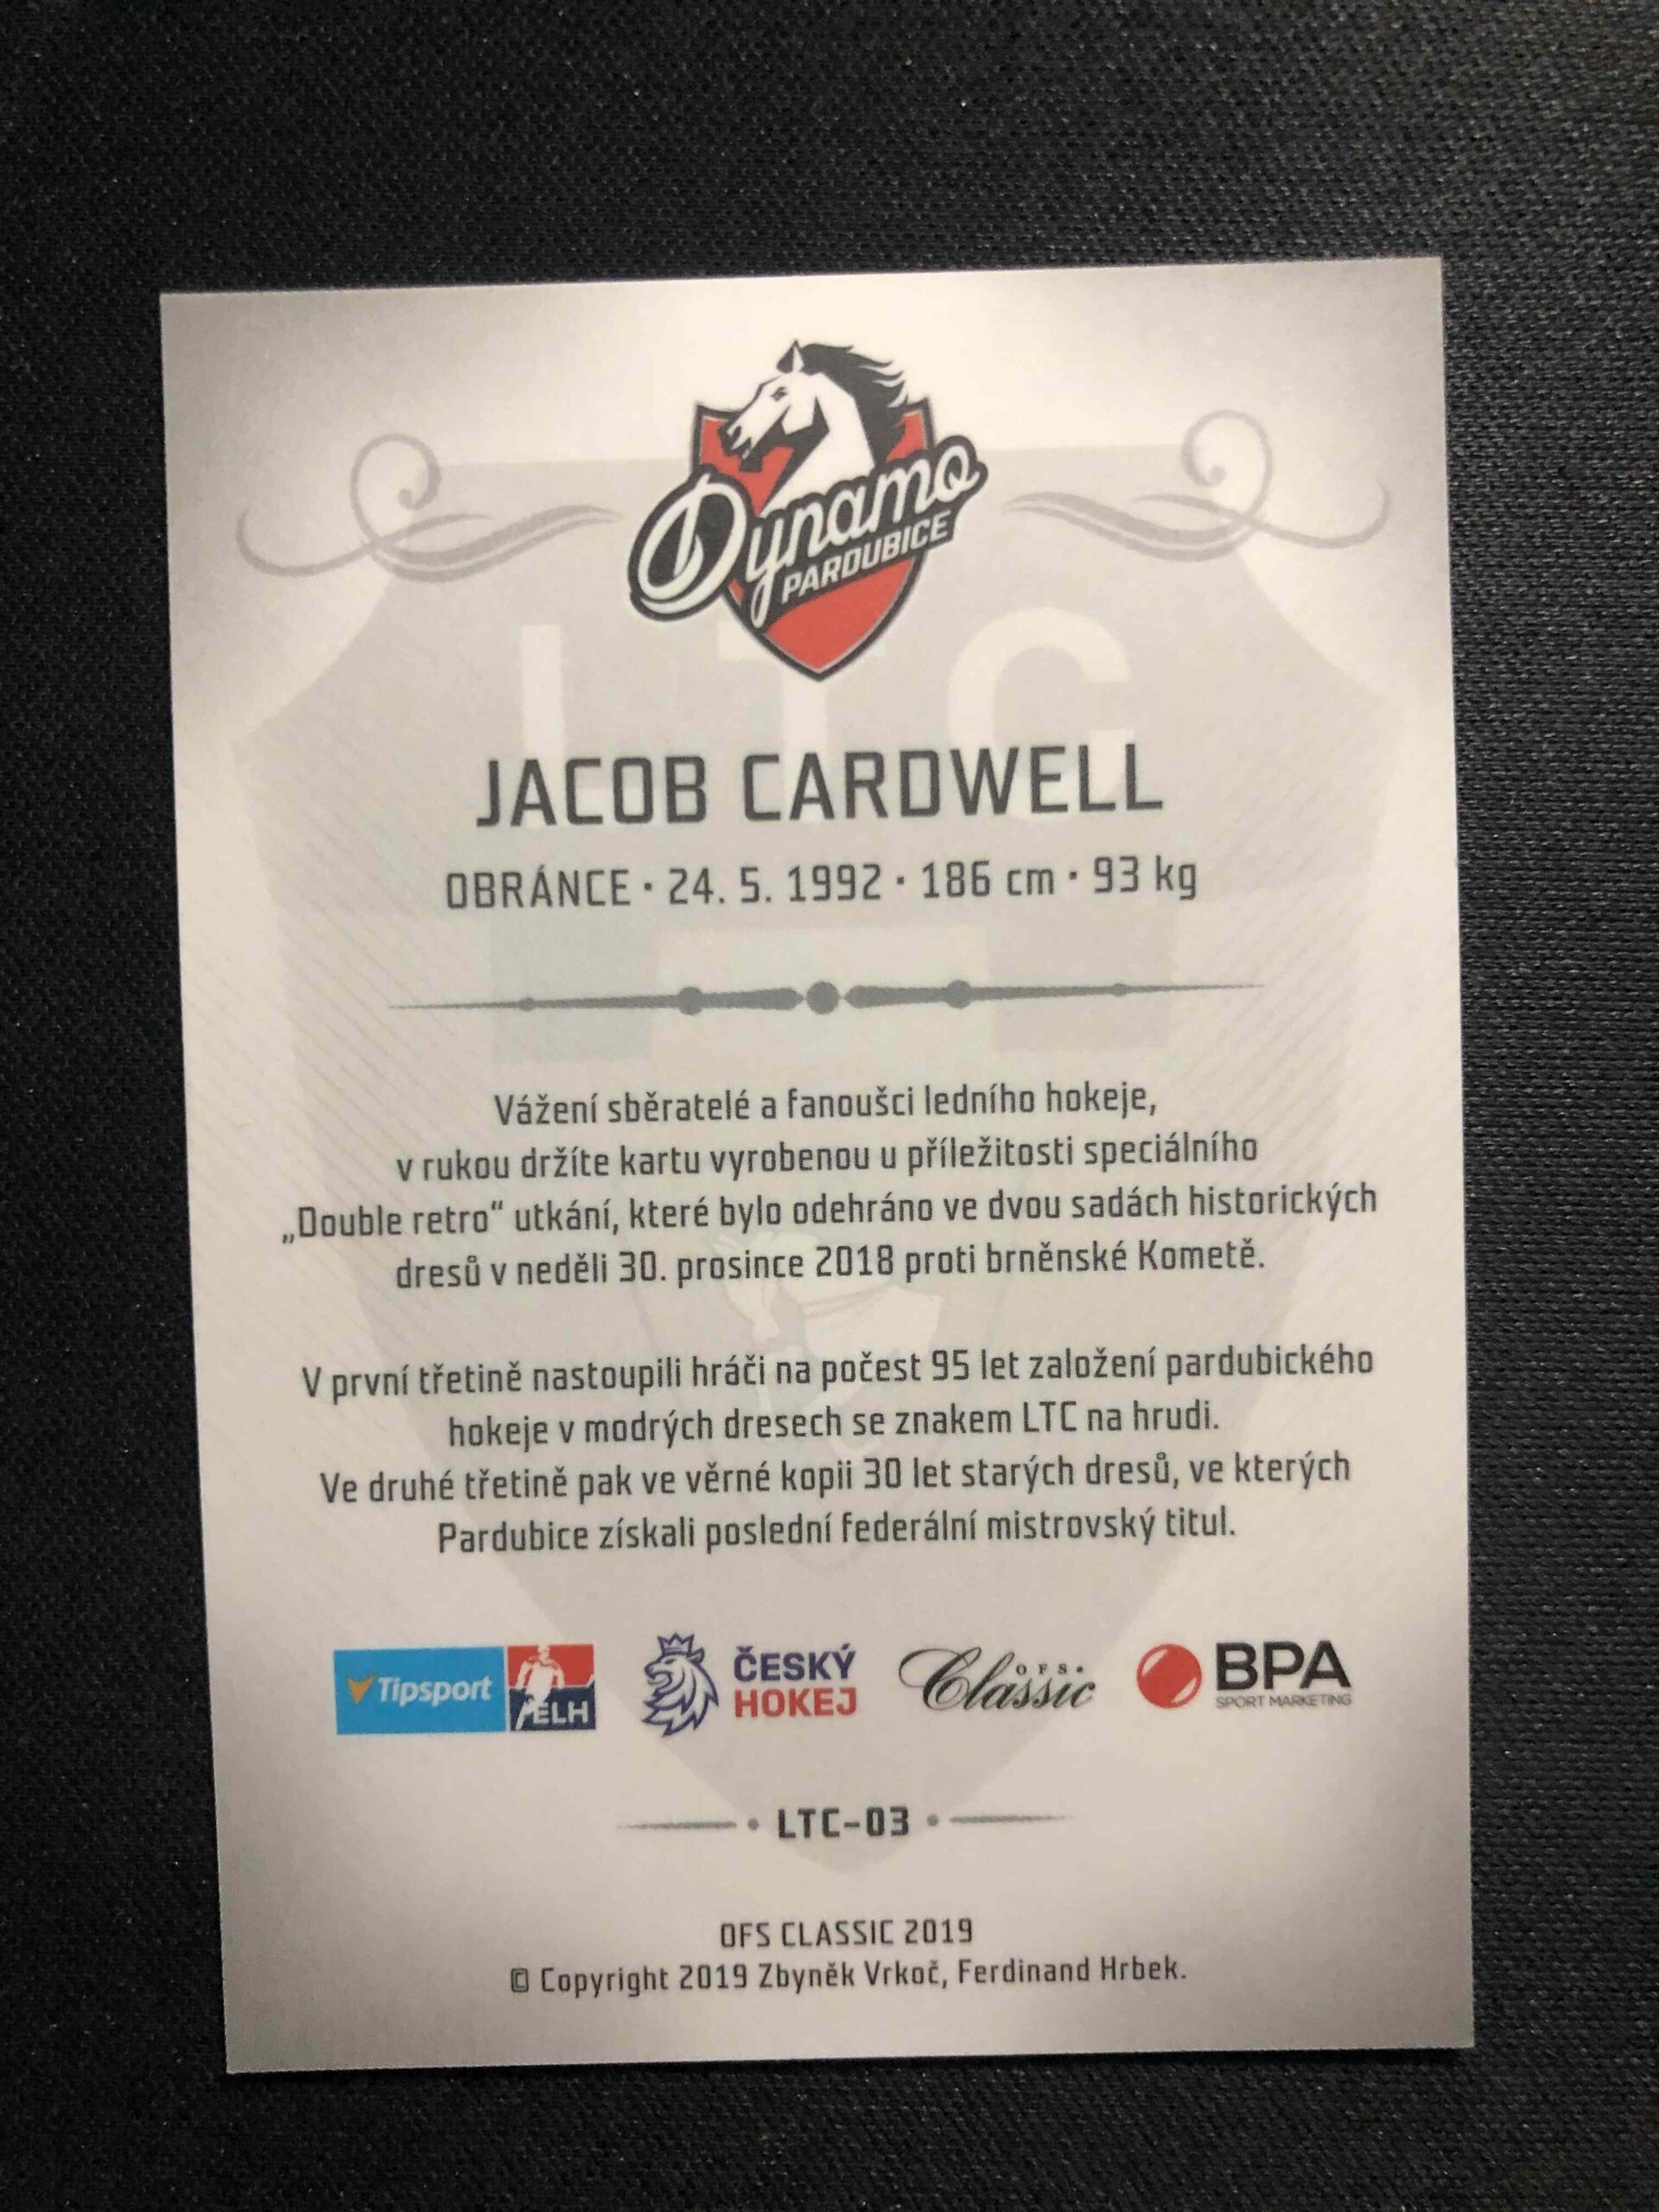 Dynamo
PARDUBICE
LTC
JACOB CARDWELL
OBRÁNCE · 24. 5. 1992 · 186 cm · 93 kg
Vážení sběratelé a fanoušci ledního hokeje,
v rukou držíte kartu vyrobenou u příležitosti speciálního
„Double retro“ utkání, které bylo odehráno ve dvou sadách historických
dresů v neděli 30. prosince 2018 proti brněnské Kometě.
V první třetině nastoupili hráči na počest 95 let založení pardubického
hokeje v modrých dresech se znakem LTC na hrudi.
Ve druhé třetině pak ve věrné kopii 30 let starých dresů, ve kterých
Pardubice získali poslední federální mistrovský titul.
Tipsport ELH ČESKÝ HOKEJ OFS Classic BPA SPORT MARKETING
LTC-03
OFS CLASSIC 2019
© Copyright 2019 Zbyněk Vrkoč, Ferdinand Hrbek.